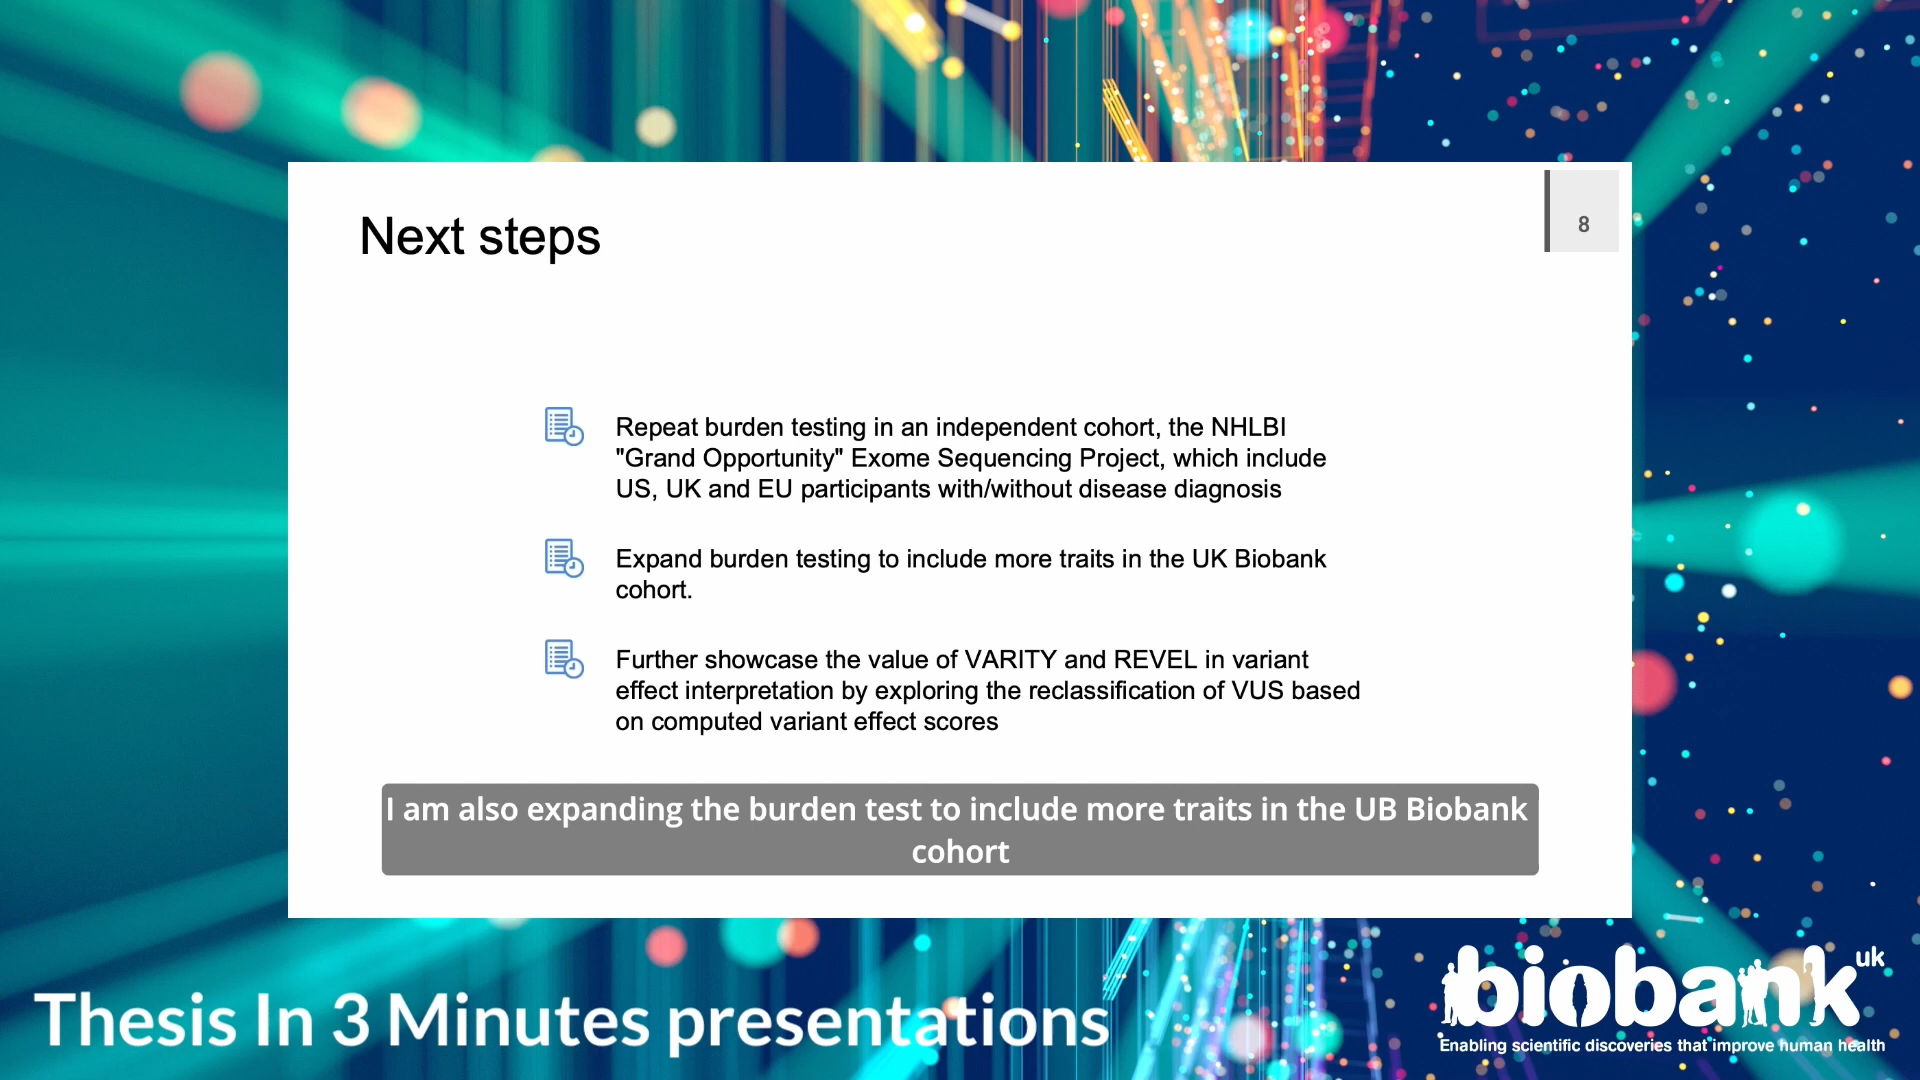 8
Next steps
Repeat burden testing in an independent cohort, the NHLBI
"Grand Opportunity" Exome Sequencing Project, which include
US, UK and EU participants with/without disease diagnosis
Expand burden testing to include more traits in the UK Biobank
cohort.
Further showcase the value of VARITY and REVEL in variant
effect interpretation by exploring the reclassification of VUS based
on computed variant effect scores
I am also expanding the burden test to include more traits in the UB Biobank
cohort
Thesis In 3 Minutes presentations
biobank uk
Enabling scientific discoveries that improve human health